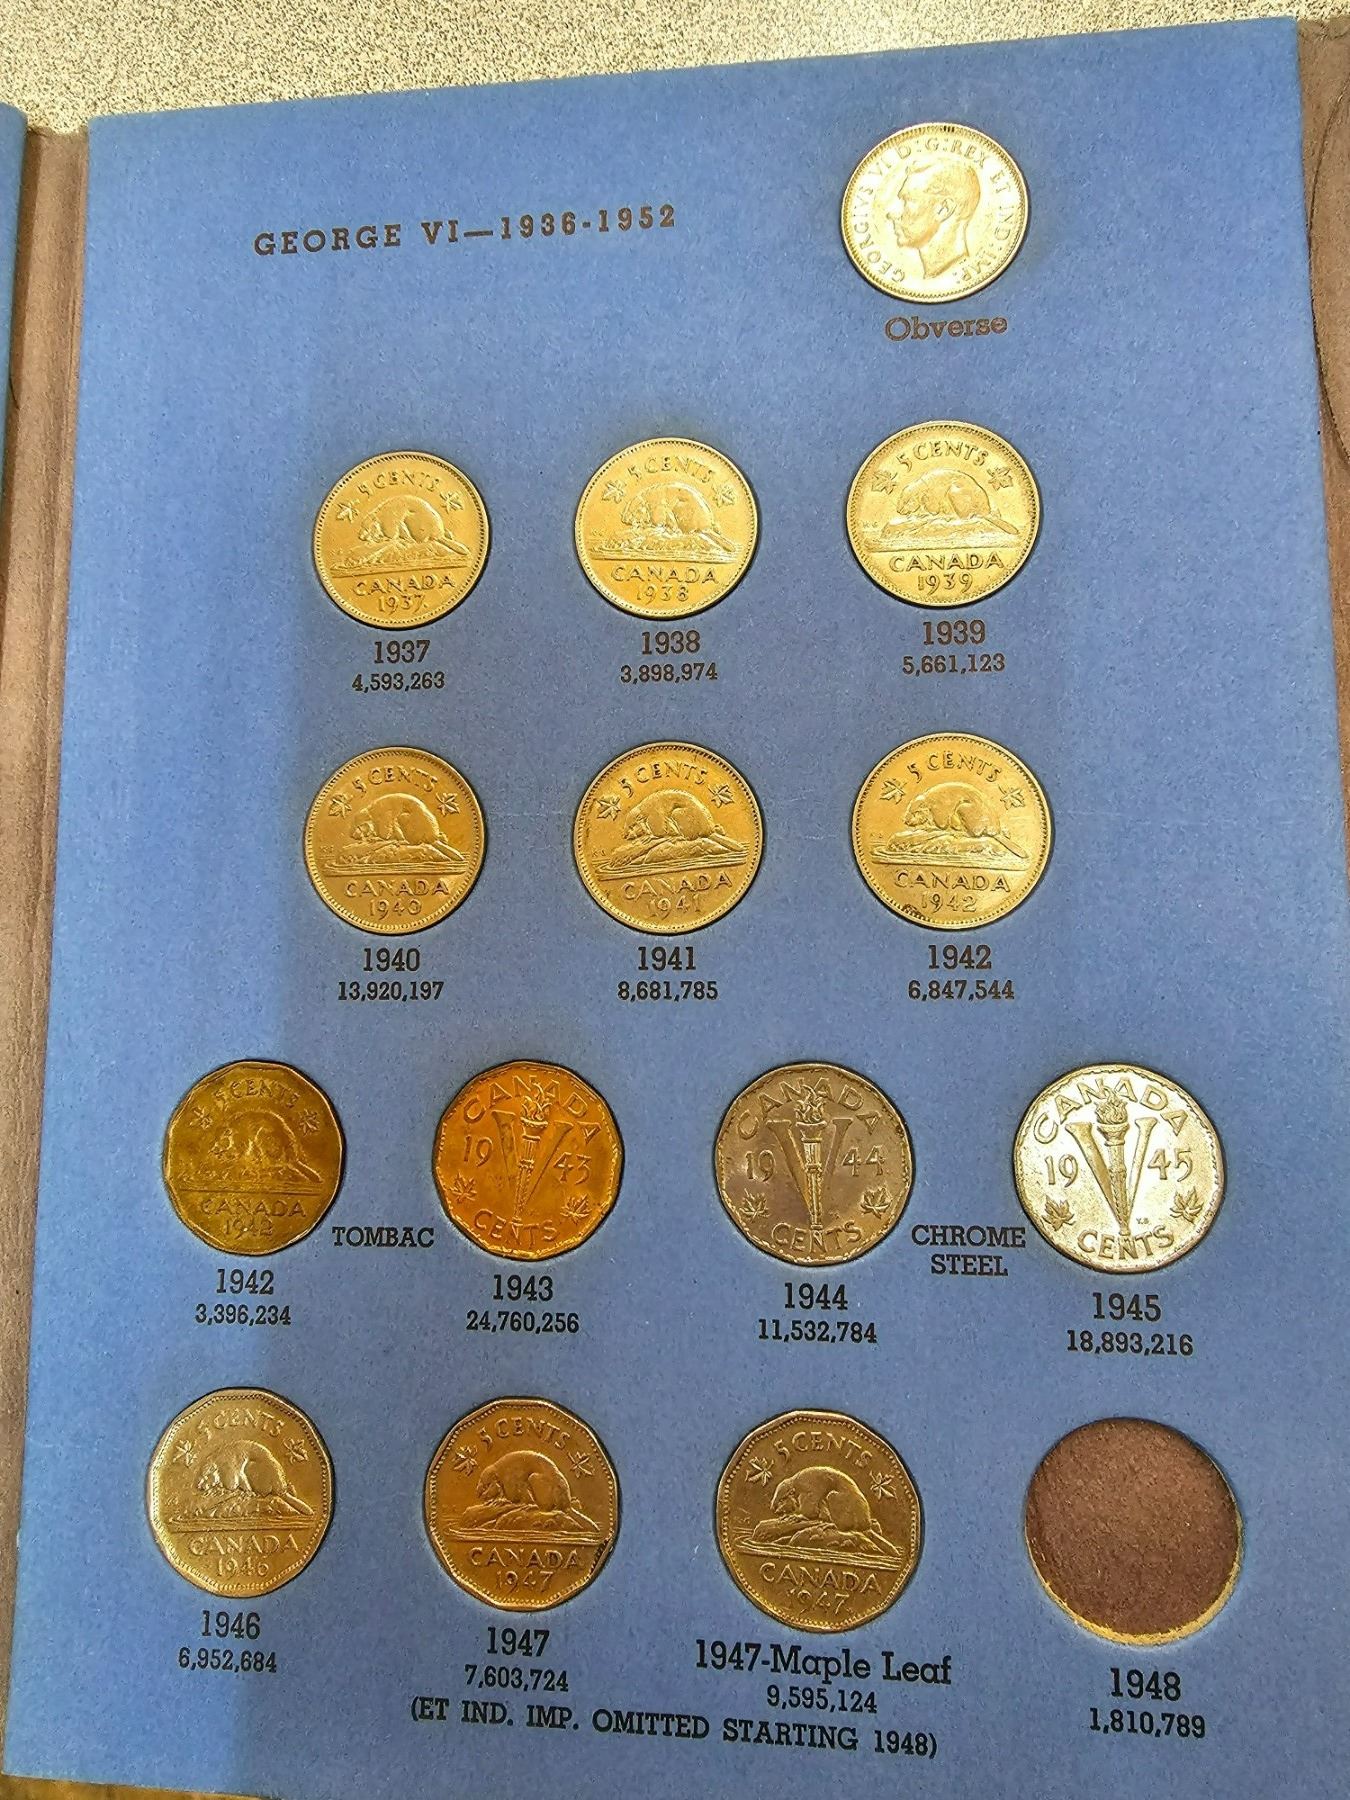 GEORGE VI—1936-1952
GEORGIVS VI D:G:REX ET IND:IMP:
Obverse
5 CENTS
CANADA
1937
1937
4,593,263
5 CENTS
CANADA
1938
1938
3,898,974
5 CENTS
CANADA
1939
1939
5,661,123
5 CENTS
CANADA
1940
1940
13,920,197
5 CENTS
CANADA
1941
1941
8,681,785
5 CENTS
CANADA
1942
1942
6,847,544
5 CENTS
CANADA
1942
1942
3,396,234
TOMBAC
CANADA
19 43
CENTS
1943
24,760,256
CANADA
19 44
CENTS
1944
11,532,784
CHROME
STEEL
CANADA
19 45
CENTS
1945
18,893,216
5 CENTS
CANADA
1946
1946
6,952,684
5 CENTS
CANADA
1947
1947
7,603,724
5 CENTS
CANADA
1947
1947-Maple Leaf
9,595,124
1948
1,810,789
(ET IND. IMP. OMITTED STARTING 1948)